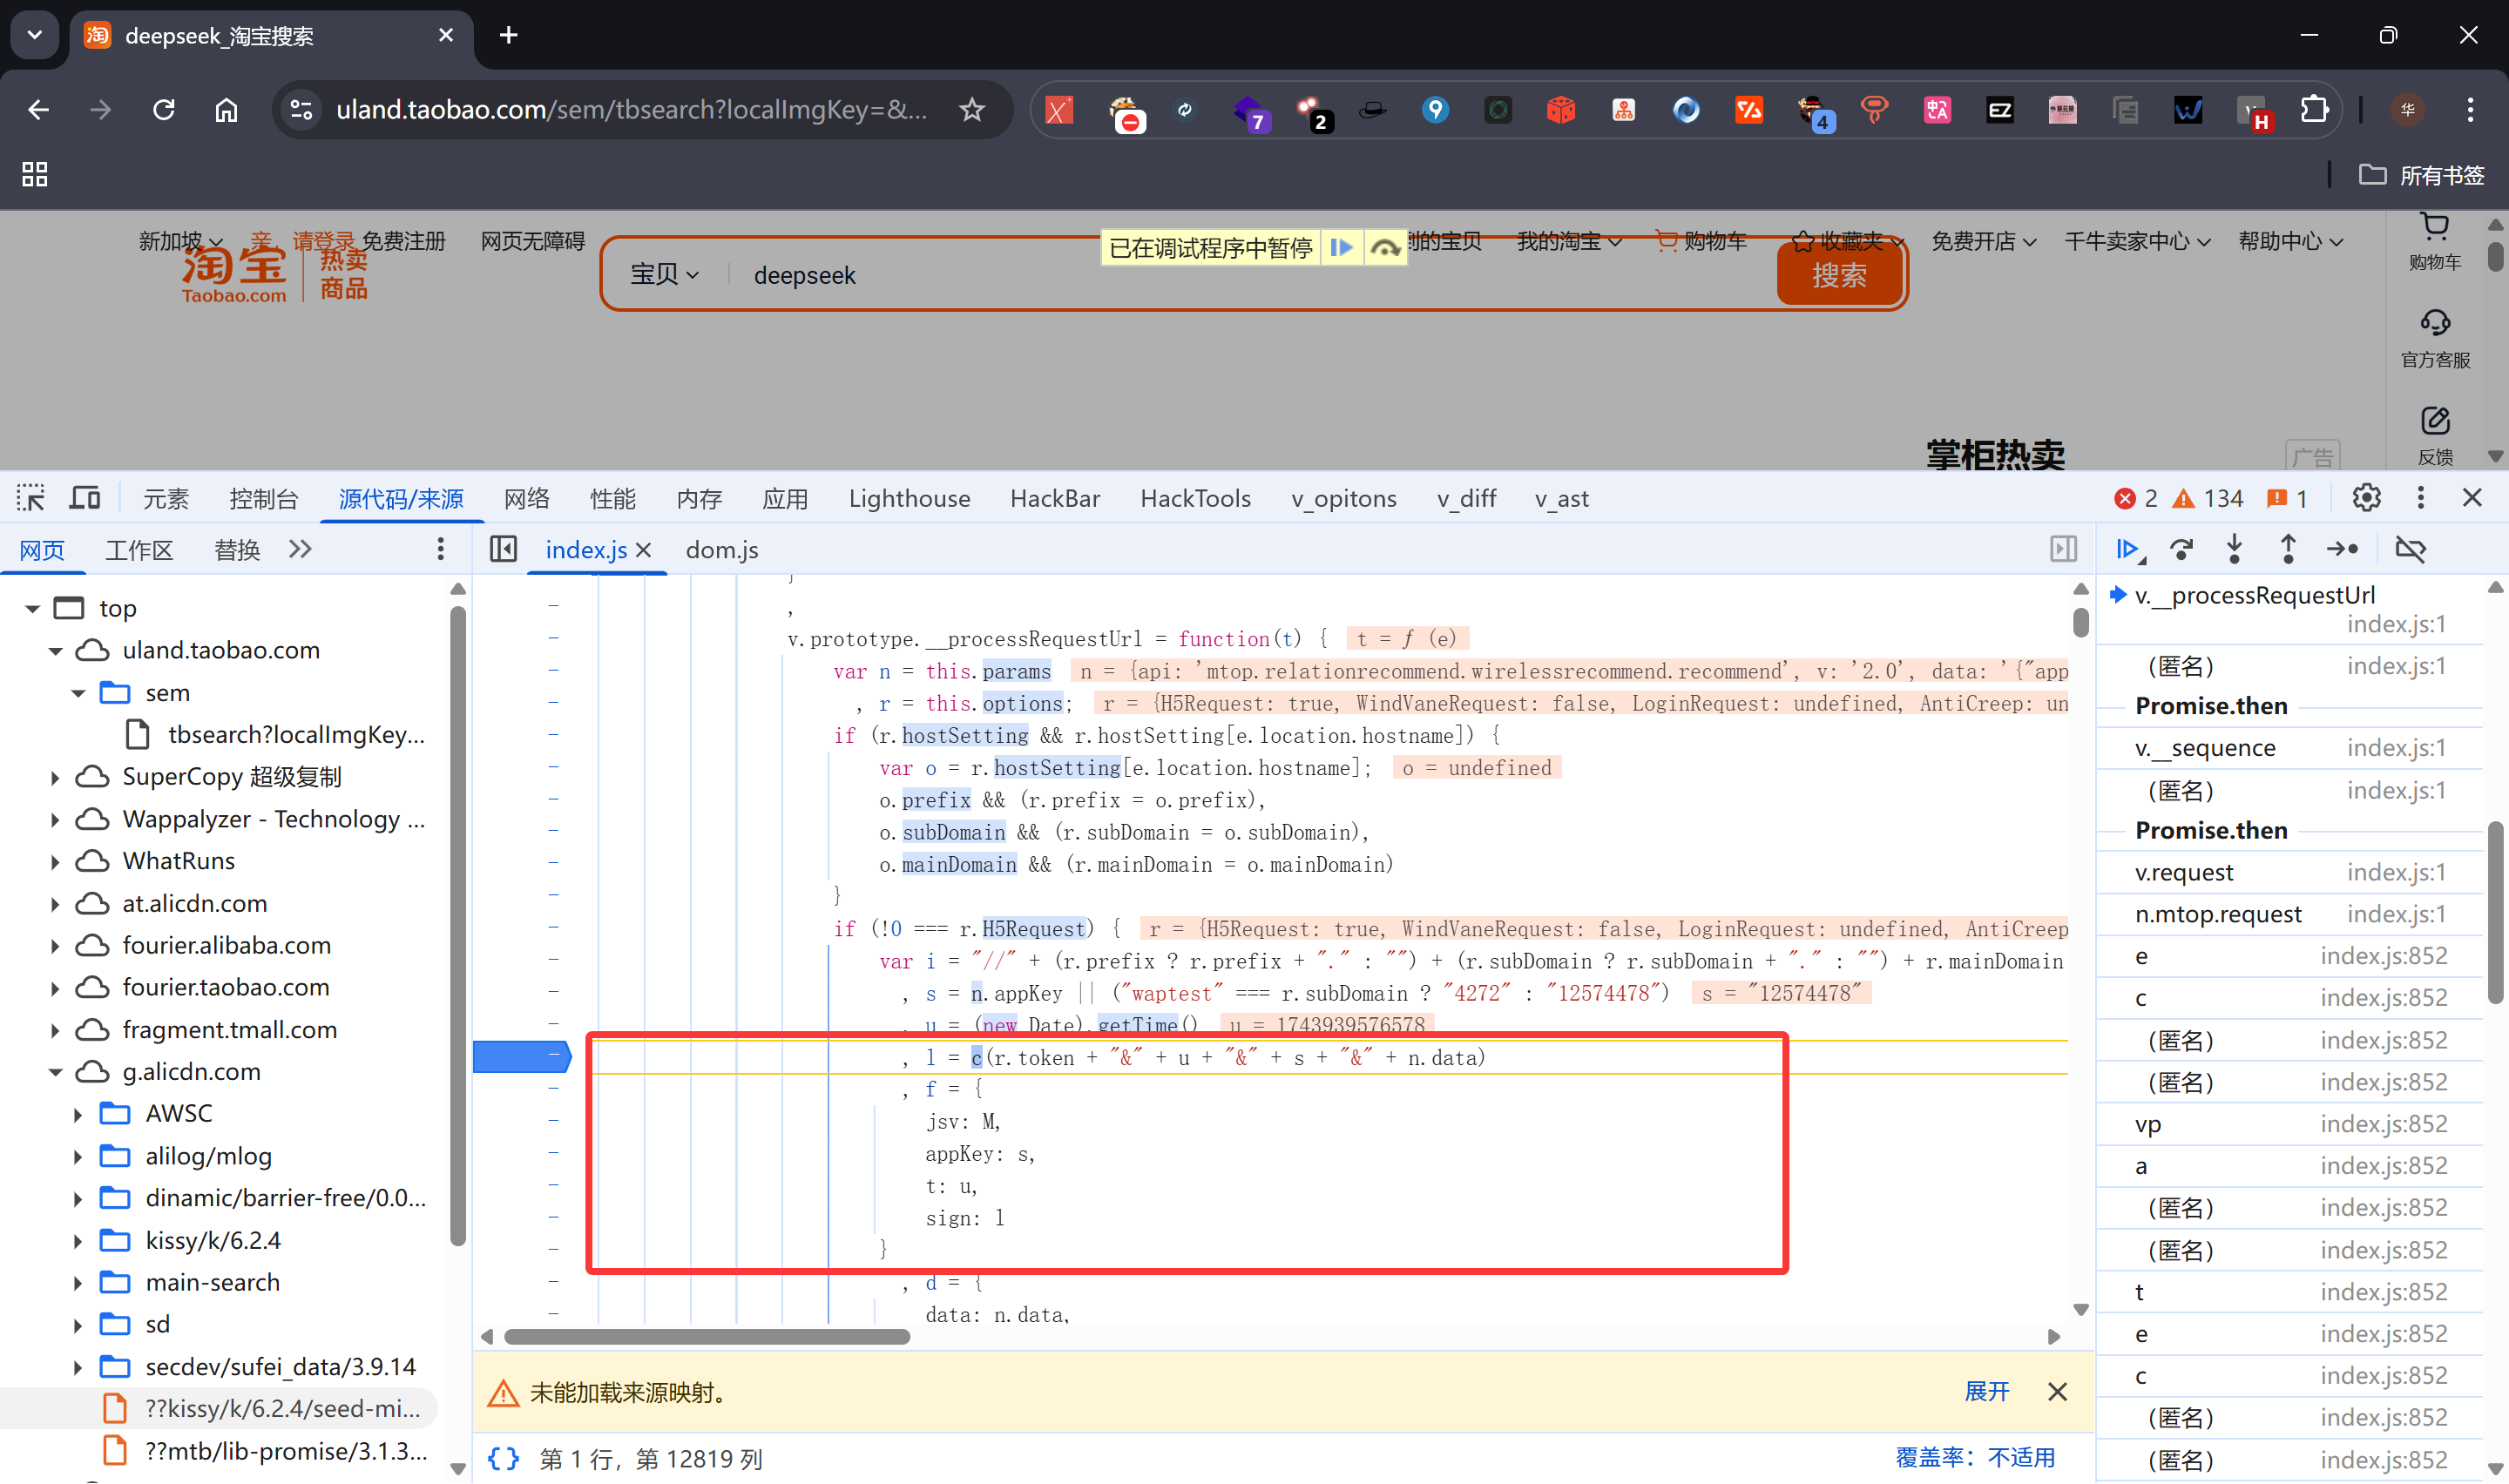 deepseek_淘宝搜索
uland.taobao.com/sem/tbsearch?localImgKey=&...
7
2
4
H
EZ
华
所有书签
新加坡
亲，请登录
免费注册
网页无障碍
已在调试程序中暂停
到的宝贝
我的淘宝
购物车
收藏夹
免费开店
千牛卖家中心
帮助中心
淘宝
Taobao.com
热卖
商品
宝贝
deepseek
搜索
购物车
官方客服
反馈
掌柜热卖
广告
元素
控制台
源代码/来源
网络
性能
内存
应用
Lighthouse
HackBar
HackTools
v_opitons
v_diff
v_ast
2
134
1
网页
工作区
替换
index.js
dom.js
top
uland.taobao.com
sem
tbsearch?localImgKey...
SuperCopy 超级复制
Wappalyzer - Technology ...
WhatRuns
at.alicdn.com
fourier.alibaba.com
fourier.taobao.com
fragment.tmall.com
g.alicdn.com
AWSC
alilog/mlog
dinamic/barrier-free/0.0...
kissy/k/6.2.4
main-search
sd
secdev/sufei_data/3.9.14
??kissy/k/6.2.4/seed-mi...
??mtb/lib-promise/3.1.3...
}
,
v.prototype.__processRequestUrl = function(t) { t = ƒ (e)
var n = this.params n = {api: 'mtop.relationrecommend.wirelessrecommend.recommend', v: '2.0', data: '{"app
, r = this.options; r = {H5Request: true, WindVaneRequest: false, LoginRequest: undefined, AntiCreep: un
if (r.hostSetting && r.hostSetting[e.location.hostname]) {
var o = r.hostSetting[e.location.hostname]; o = undefined
o.prefix && (r.prefix = o.prefix),
o.subDomain && (r.subDomain = o.subDomain),
o.mainDomain && (r.mainDomain = o.mainDomain)
}
if (!0 === r.H5Request) { r = {H5Request: true, WindVaneRequest: false, LoginRequest: undefined, AntiCreep
var i = "//" + (r.prefix ? r.prefix + "." : "") + (r.subDomain ? r.subDomain + "." : "") + r.mainDomain
, s = n.appKey || ("waptest" === r.subDomain ? "4272" : "12574478") s = "12574478"
, u = (new Date).getTime() u = 1743939576578
, l = c(r.token + "&" + u + "&" + s + "&" + n.data)
, f = {
jsv: M,
appKey: s,
t: u,
sign: l
}
, d = {
data: n.data,
未能加载来源映射。
展开
{} 第 1 行，第 12819 列
覆盖率：不适用
v.__processRequestUrl
index.js:1
(匿名) index.js:1
Promise.then
v.__sequence index.js:1
(匿名) index.js:1
Promise.then
v.request index.js:1
n.mtop.request index.js:1
e index.js:852
c index.js:852
(匿名) index.js:852
(匿名) index.js:852
vp index.js:852
a index.js:852
(匿名) index.js:852
(匿名) index.js:852
t index.js:852
e index.js:852
c index.js:852
(匿名) index.js:852
(匿名) index.js:852